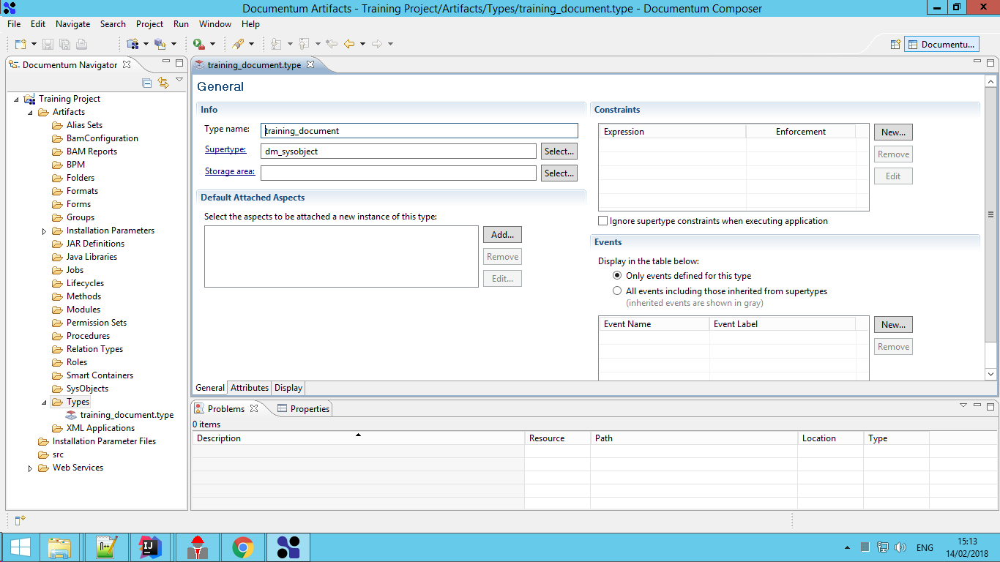 Documentum Artifacts - Training Project/Artifacts/Types/training_document.type - Documentum Composer
File Edit Navigate Search Project Run Window Help
Documentu...
Documentum Navigator
Training Project
Artifacts
Alias Sets
BamConfiguration
BAM Reports
BPM
Folders
Formats
Forms
Groups
Installation Parameters
JAR Definitions
Java Libraries
Jobs
Lifecycles
Methods
Modules
Permission Sets
Procedures
Relation Types
Roles
Smart Containers
SysObjects
Types
training_document.type
XML Applications
Installation Parameter Files
src
Web Services
training_document.type
General
Info
Type name: training_document
Supertype: dm_sysobject Select...
Storage area: Select...
Default Attached Aspects
Select the aspects to be attached a new instance of this type:
Add...
Remove
Edit...
Constraints
Expression Enforcement
New...
Remove
Edit
Ignore supertype constraints when executing application
Events
Display in the table below:
Only events defined for this type
All events including those inherited from supertypes
(inherited events are shown in gray)
Event Name Event Label
New...
Remove
General Attributes Display
Problems Properties
0 items
Description Resource Path Location Type
N++
IJ
ENG
15:13
14/02/2018